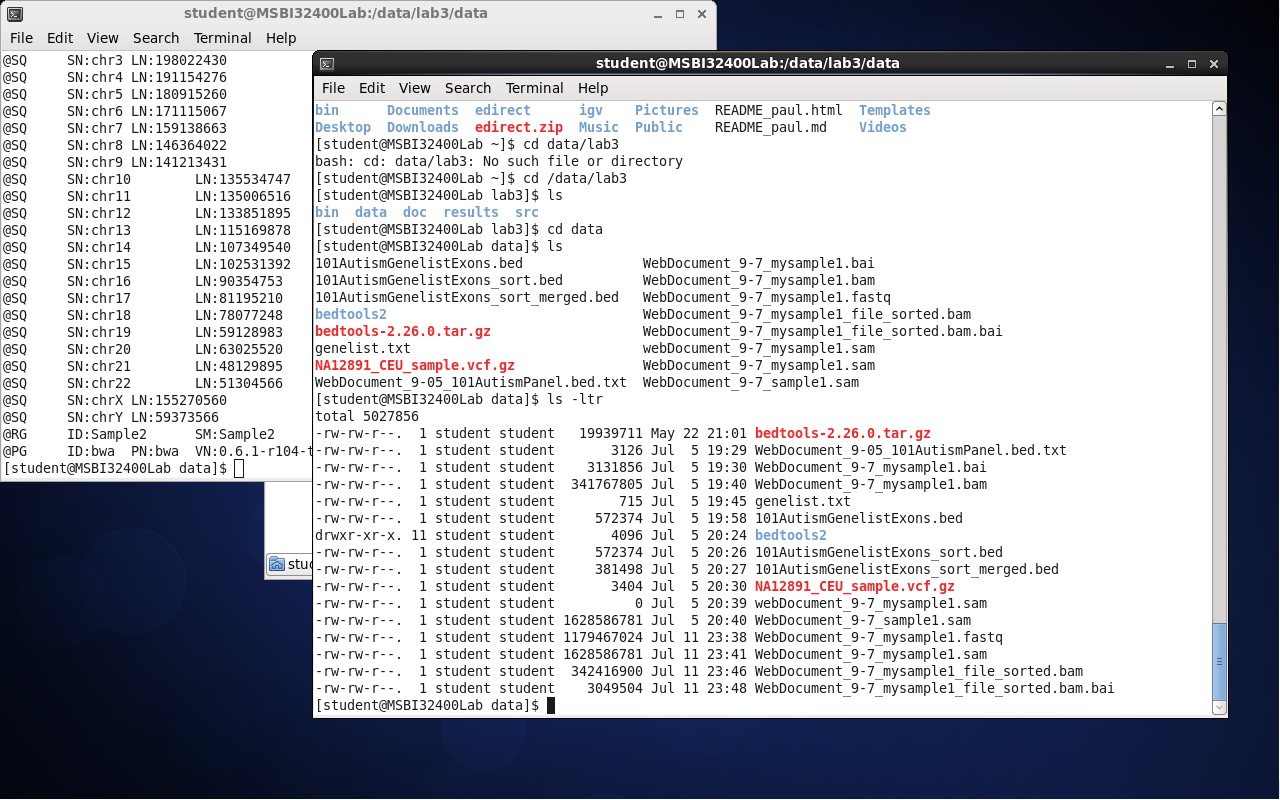 student@MSBI32400Lab:/data/lab3/data
File Edit View Search Terminal Help
@SQ SN:chr3 LN:198022430
@SQ SN:chr4 LN:191154276
@SQ SN:chr5 LN:180915260
@SQ SN:chr6 LN:171115067
@SQ SN:chr7 LN:159138663
@SQ SN:chr8 LN:146364022
@SQ SN:chr9 LN:141213431
@SQ SN:chr10 LN:135534747
@SQ SN:chr11 LN:135006516
@SQ SN:chr12 LN:133851895
@SQ SN:chr13 LN:115169878
@SQ SN:chr14 LN:107349540
@SQ SN:chr15 LN:102531392
@SQ SN:chr16 LN:90354753
@SQ SN:chr17 LN:81195210
@SQ SN:chr18 LN:78077248
@SQ SN:chr19 LN:59128983
@SQ SN:chr20 LN:63025520
@SQ SN:chr21 LN:48129895
@SQ SN:chr22 LN:51304566
@SQ SN:chrX LN:155270560
@SQ SN:chrY LN:59373566
@RG ID:Sample2 SM:Sample2
@PG ID:bwa PN:bwa VN:0.6.1-r104-t
[student@MSBI32400Lab data]$
stud
student@MSBI32400Lab:/data/lab3/data
File Edit View Search Terminal Help
bin Documents edirect igv Pictures README_paul.html Templates
Desktop Downloads edirect.zip Music Public README_paul.md Videos
[student@MSBI32400Lab ~]$ cd data/lab3
bash: cd: data/lab3: No such file or directory
[student@MSBI32400Lab ~]$ cd /data/lab3
[student@MSBI32400Lab lab3]$ ls
bin data doc results src
[student@MSBI32400Lab lab3]$ cd data
[student@MSBI32400Lab data]$ ls
101AutismGenelistExons.bed WebDocument_9-7_mysample1.bai
101AutismGenelistExons_sort.bed WebDocument_9-7_mysample1.bam
101AutismGenelistExons_sort_merged.bed WebDocument_9-7_mysample1.fastq
bedtools2 WebDocument_9-7_mysample1_file_sorted.bam
bedtools-2.26.0.tar.gz WebDocument_9-7_mysample1_file_sorted.bam.bai
genelist.txt webDocument_9-7_mysample1.sam
NA12891_CEU_sample.vcf.gz WebDocument_9-7_mysample1.sam
WebDocument_9-05_101AutismPanel.bed.txt WebDocument_9-7_sample1.sam
[student@MSBI32400Lab data]$ ls -ltr
total 5027856
-rw-rw-r--. 1 student student 19939711 May 22 21:01 bedtools-2.26.0.tar.gz
-rw-rw-r--. 1 student student 3126 Jul 5 19:29 WebDocument_9-05_101AutismPanel.bed.txt
-rw-rw-r--. 1 student student 3131856 Jul 5 19:30 WebDocument_9-7_mysample1.bai
-rw-rw-r--. 1 student student 341767805 Jul 5 19:40 WebDocument_9-7_mysample1.bam
-rw-rw-r--. 1 student student 715 Jul 5 19:45 genelist.txt
-rw-rw-r--. 1 student student 572374 Jul 5 19:58 101AutismGenelistExons.bed
drwxr-xr-x. 11 student student 4096 Jul 5 20:24 bedtools2
-rw-rw-r--. 1 student student 572374 Jul 5 20:26 101AutismGenelistExons_sort.bed
-rw-rw-r--. 1 student student 381498 Jul 5 20:27 101AutismGenelistExons_sort_merged.bed
-rw-rw-r--. 1 student student 3404 Jul 5 20:30 NA12891_CEU_sample.vcf.gz
-rw-rw-r--. 1 student student 0 Jul 5 20:39 webDocument_9-7_mysample1.sam
-rw-rw-r--. 1 student student 1628586781 Jul 5 20:40 WebDocument_9-7_sample1.sam
-rw-rw-r--. 1 student student 1179467024 Jul 11 23:38 WebDocument_9-7_mysample1.fastq
-rw-rw-r--. 1 student student 1628586781 Jul 11 23:41 WebDocument_9-7_mysample1.sam
-rw-rw-r--. 1 student student 342416900 Jul 11 23:46 WebDocument_9-7_mysample1_file_sorted.bam
-rw-rw-r--. 1 student student 3049504 Jul 11 23:48 WebDocument_9-7_mysample1_file_sorted.bam.bai
[student@MSBI32400Lab data]$